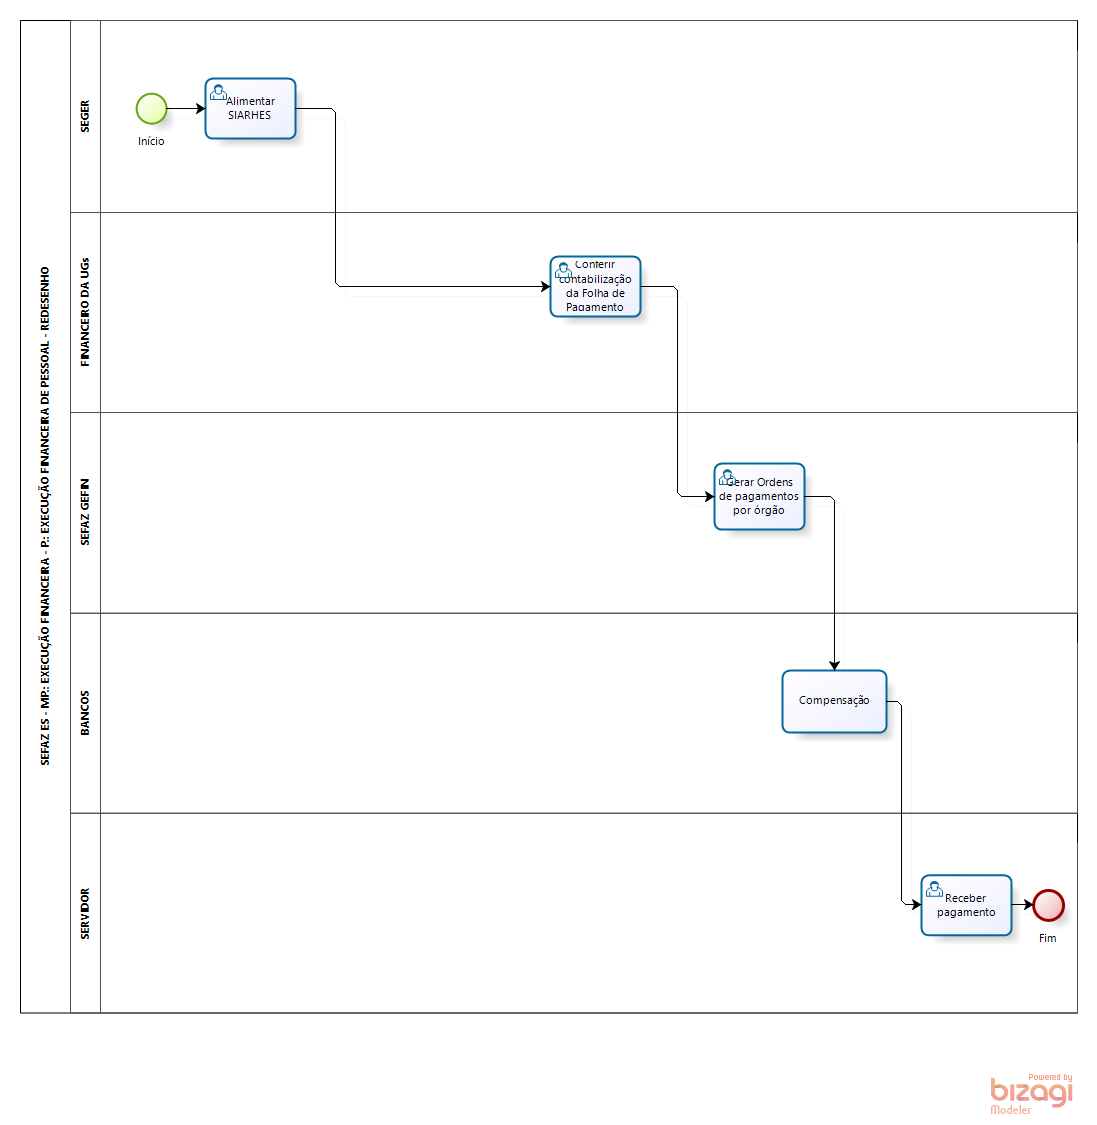 SEFAZ ES - MP.: EXECUÇÃO FINANCEIRA - P.: EXECUÇÃO FINANCEIRA DE PESSOAL - REDESENHO
SEGER
Início
Alimentar
SIARHES
FINANCEIRO DA UGs
Conferir
contabilização
da Folha de
Pagamento
SEFAZ GEFIN
Gerar Ordens
de pagamentos
por órgão
BANCOS
Compensação
SERVIDOR
Receber
pagamento
Fim
Powered by
bizagi
Modeler